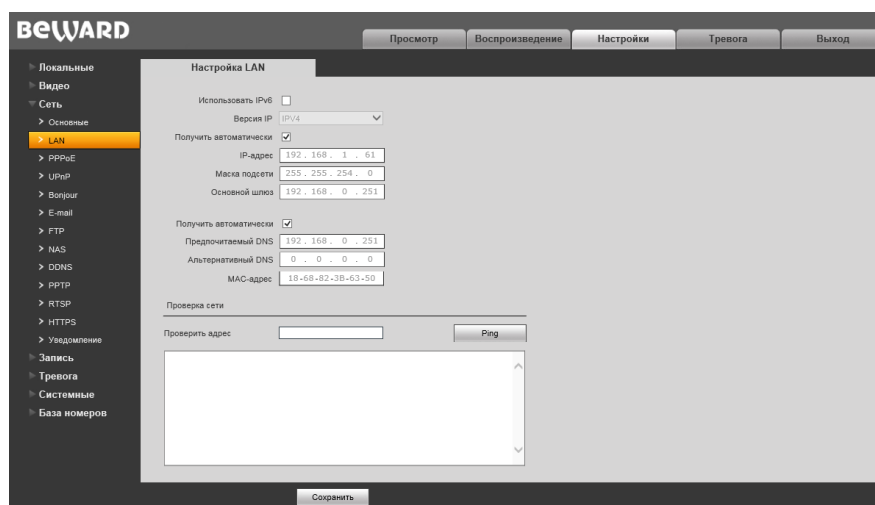 BEWARD
Просмотр
Воспроизведение
Настройки
Тревога
Выход
Локальные
Видео
Сеть
Основные
LAN
PPPoE
UPnP
Bonjour
E-mail
FTP
NAS
DDNS
PPTP
RTSP
HTTPS
Уведомление
Запись
Тревога
Системные
База номеров
Настройка LAN
Использовать IPv6
Версия IP IPV4
Получить автоматически
IP-адрес 192 . 168 . 1 . 61
Маска подсети 255 . 255 . 254 . 0
Основной шлюз 192 . 168 . 0 . 251
Получить автоматически
Предпочитаемый DNS 192 . 168 . 0 . 251
Альтернативный DNS 0 . 0 . 0 . 0
MAC-адрес 18-68-82-3B-63-50
Проверка сети
Проверить адрес Ping
Сохранить